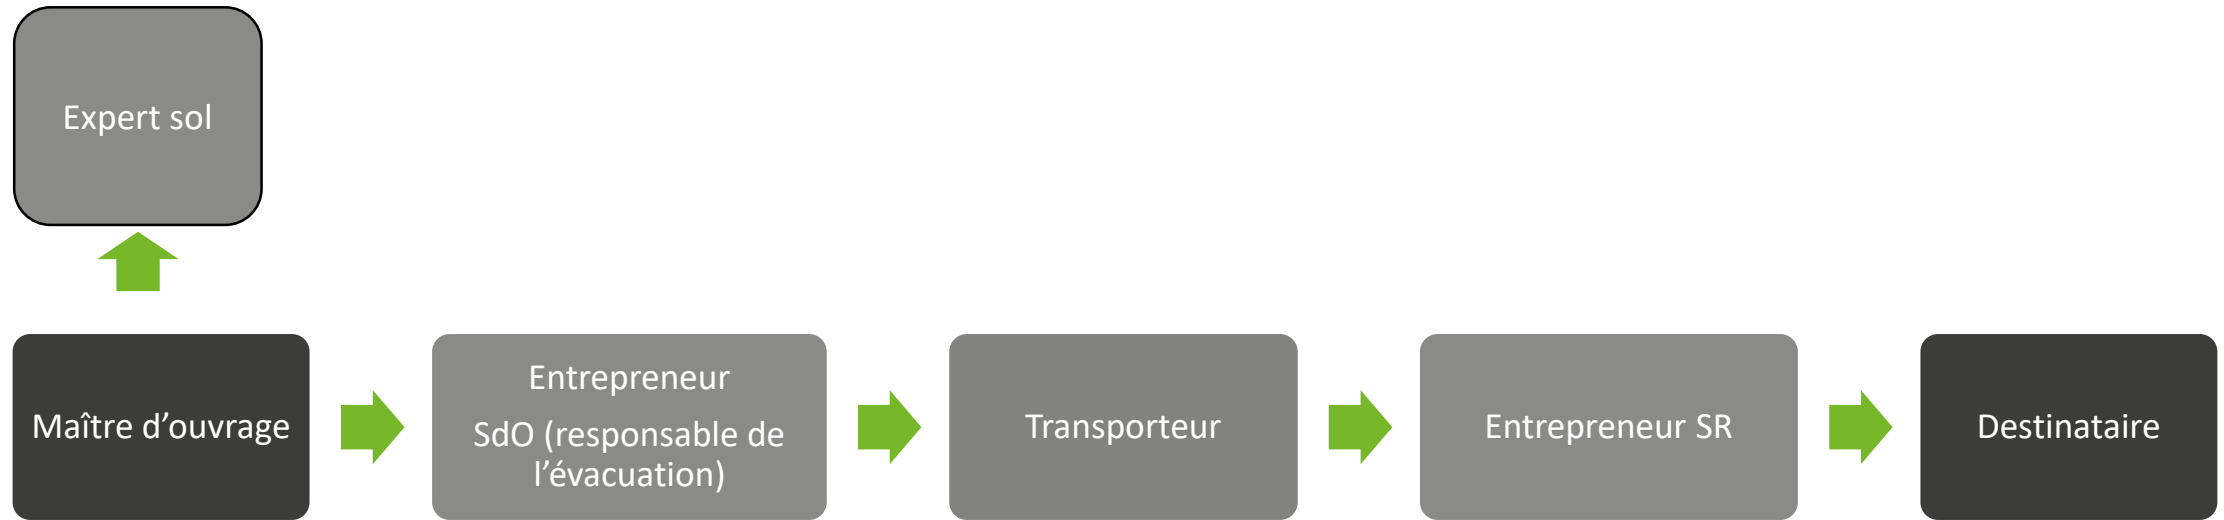 Expert sol
Maître d’ouvrage
Entrepreneur
SdO (responsable de
l’évacuation)
Transporteur
Entrepreneur SR
Destinataire